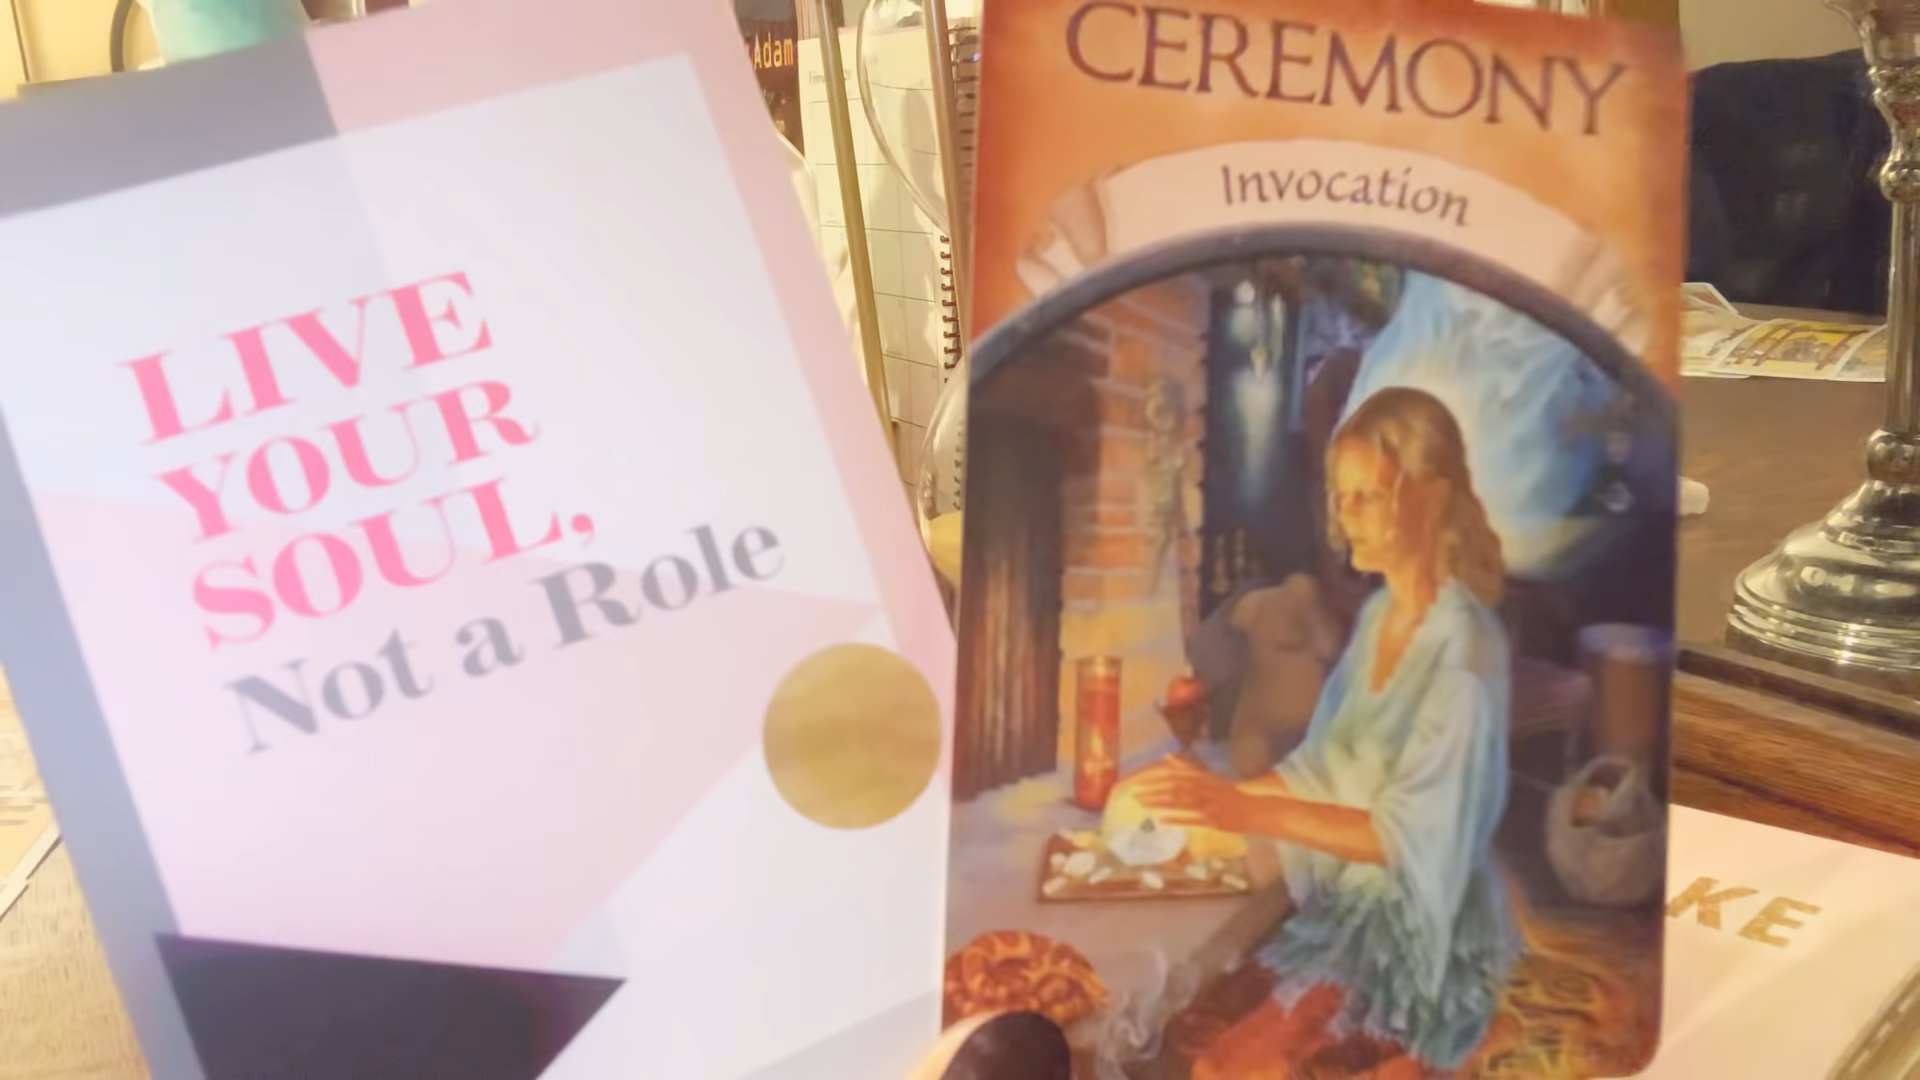 LIVE
YOUR
SOUL,
Not a Role
Adam
CEREMONY
Invocation
KE